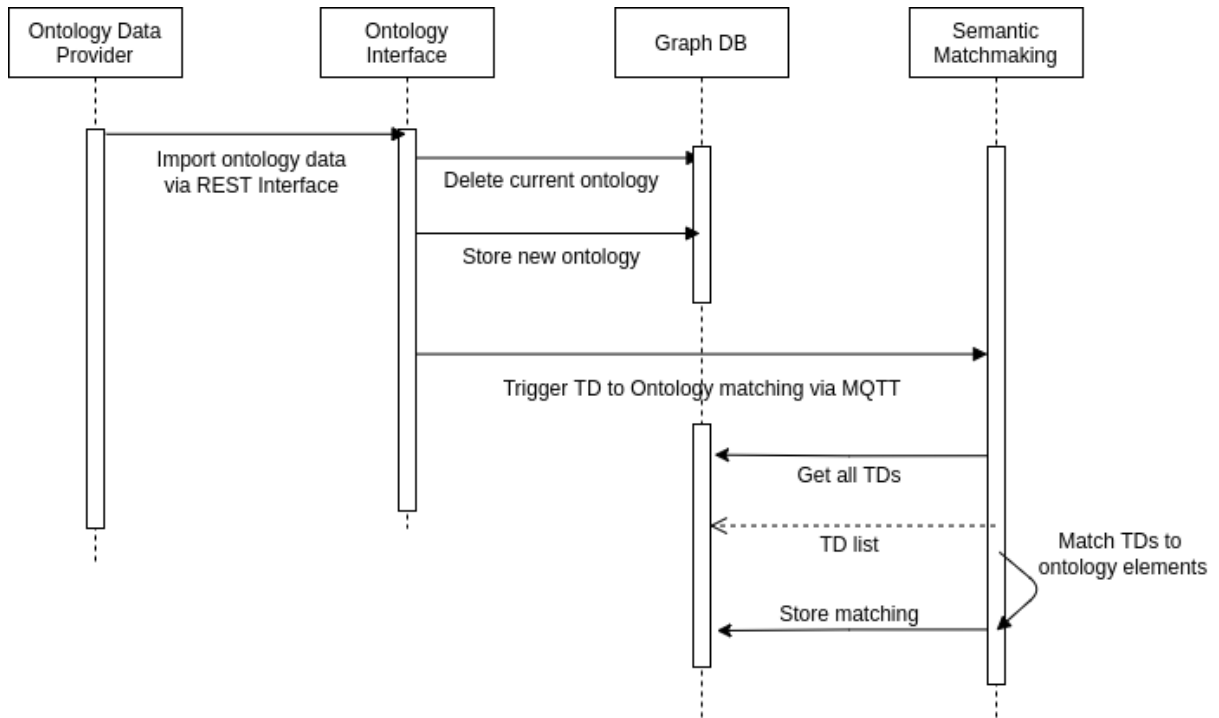 Ontology Data
Provider
Ontology
Interface
Graph DB
Semantic
Matchmaking
Import ontology data
via REST Interface
Delete current ontology
Store new ontology
Trigger TD to Ontology matching via MQTT
Get all TDs
TD list
Match TDs to
ontology elements
Store matching